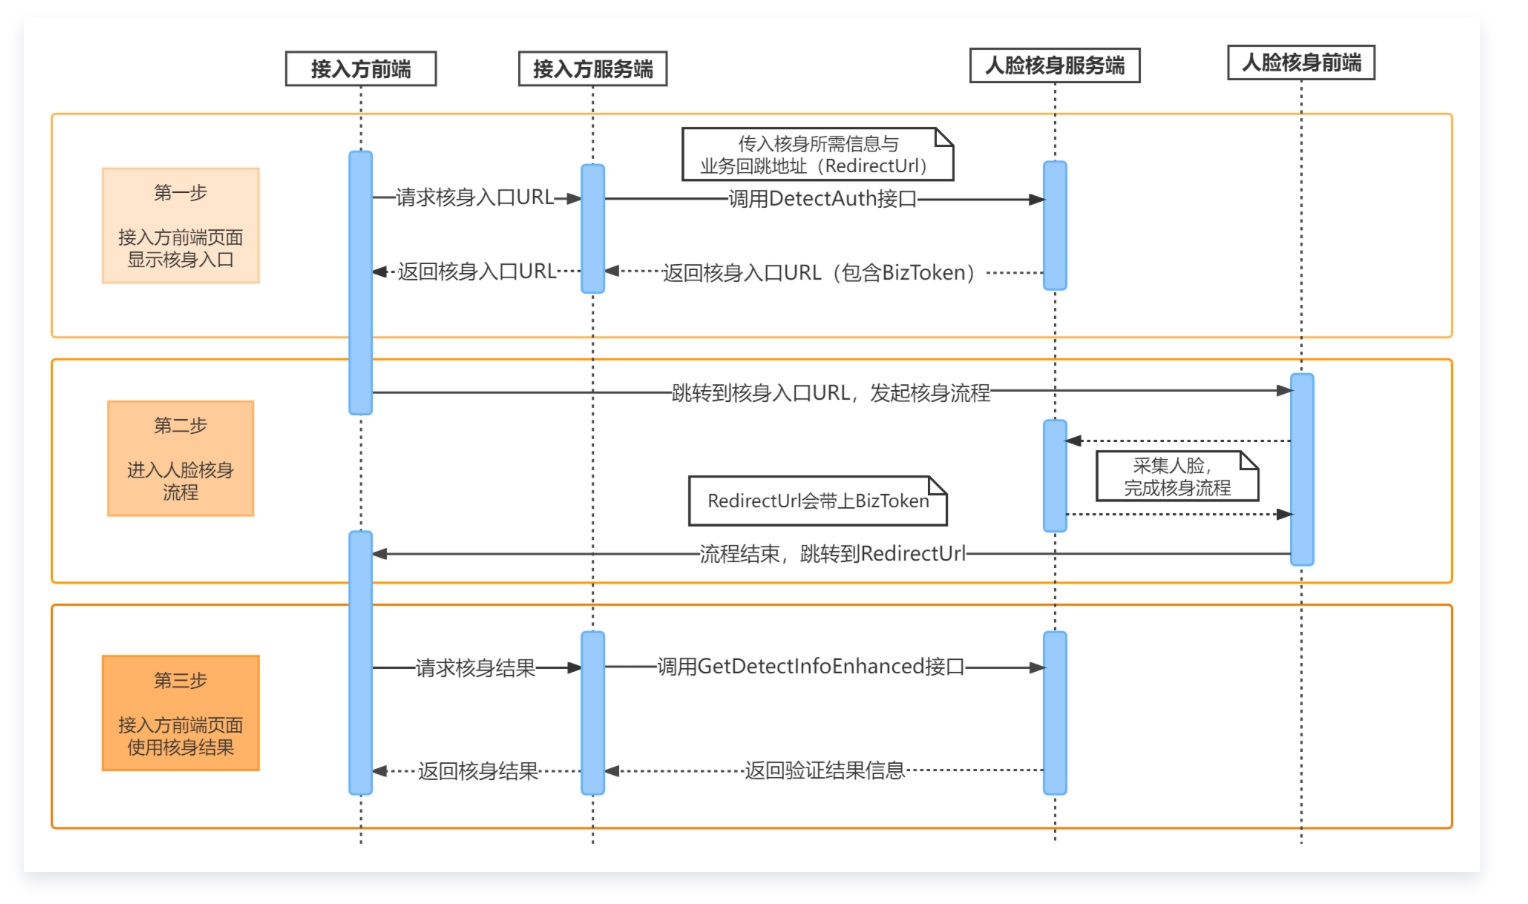 接入方前端
接入方服务端
人脸核身服务端
人脸核身前端
第一步
接入方前端页面
显示核身入口
传入核身所需信息与
业务回跳地址（RedirectUrl）
请求核身入口URL
调用DetectAuth接口
返回核身入口URL
返回核身入口URL（包含BizToken）
第二步
进入人脸核身
流程
跳转到核身入口URL，发起核身流程
采集人脸，
完成核身流程
RedirectUrl会带上BizToken
流程结束，跳转到RedirectUrl
第三步
接入方前端页面
使用核身结果
请求核身结果
调用GetDetectInfoEnhanced接口
返回核身结果
返回验证结果信息